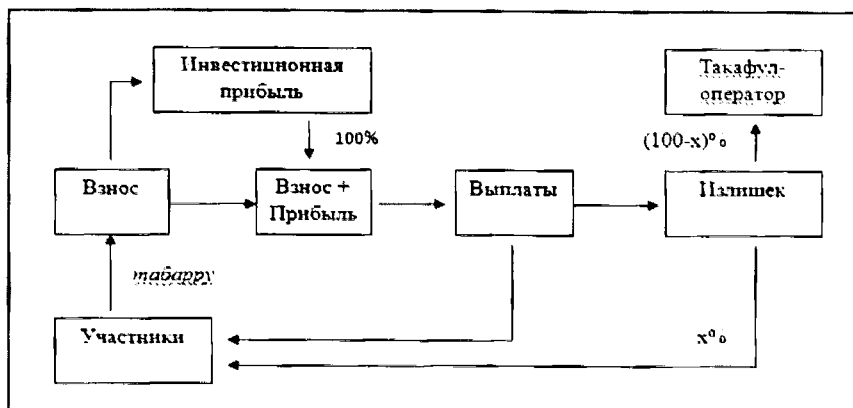 Инвестиционная
прибыль
Такафул-
оператор
100%
(100-x)%
Взнос
Взнос +
Прибыль
Выплаты
Излишек
табарру
Участники
x%